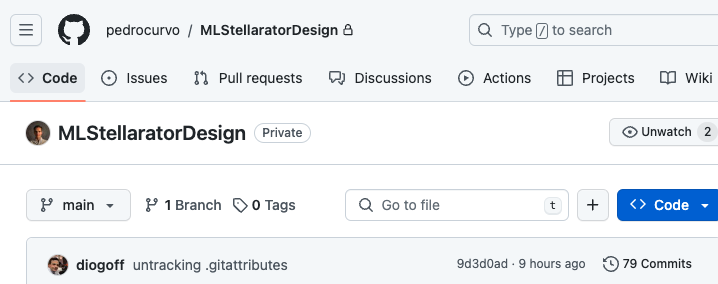 pedrocurvo / MLStellaratorDesign Type / to search
Code Issues Pull requests Discussions Actions Projects Wiki
MLStellaratorDesign Private Unwatch 2
main 1 Branch 0 Tags Go to file t + Code
diogoff untracking .gitattributes 9d3d0ad · 9 hours ago 79 Commits